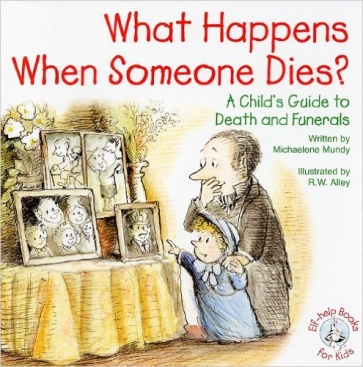 What Happens
When Someone Dies?
A Child's Guide to
Death and Funerals
Written by
Michaelene Mundy
Illustrated by
R.W. Alley
Elf-help Books
for Kids